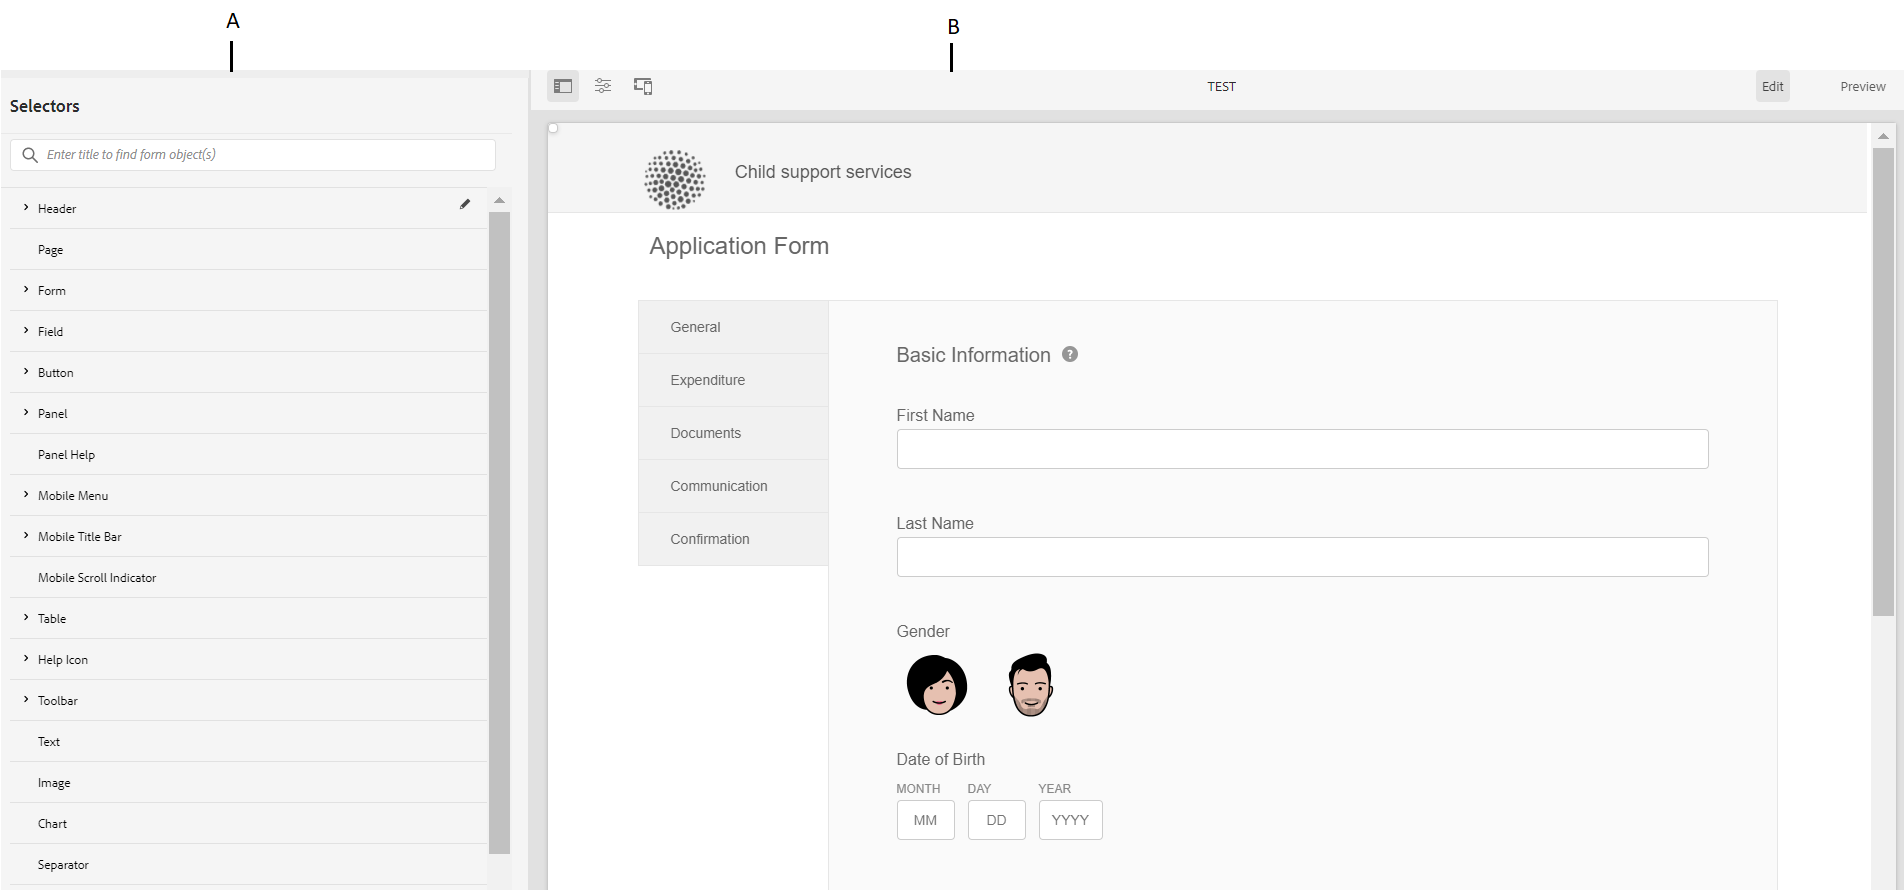 A
B
Selectors
Enter title to find form object(s)
Header
Page
Form
Field
Button
Panel
Panel Help
Mobile Menu
Mobile Title Bar
Mobile Scroll Indicator
Table
Help Icon
Toolbar
Text
Image
Chart
Separator
TEST
Edit
Preview
Child support services
Application Form
General
Expenditure
Documents
Communication
Confirmation
Basic Information ?
First Name
Last Name
Gender
Date of Birth
MONTH DAY YEAR
MM DD YYYY